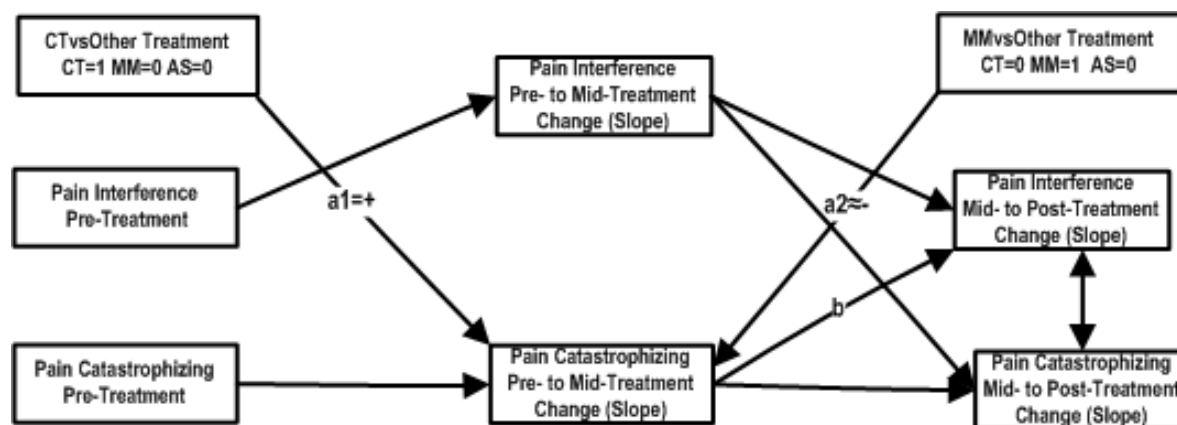 CTvsOther Treatment
CT=1 MM=0 AS=0
Pain Interference
Pre- to Mid-Treatment
Change (Slope)
MMvsOther Treatment
CT=0 MM=1 AS=0
Pain Interference
Pre-Treatment
a1=+
a2≈-
Pain Interference
Mid- to Post-Treatment
Change (Slope)
b
Pain Catastrophizing
Pre-Treatment
Pain Catastrophizing
Pre- to Mid-Treatment
Change (Slope)
Pain Catastrophizing
Mid- to Post-Treatment
Change (Slope)